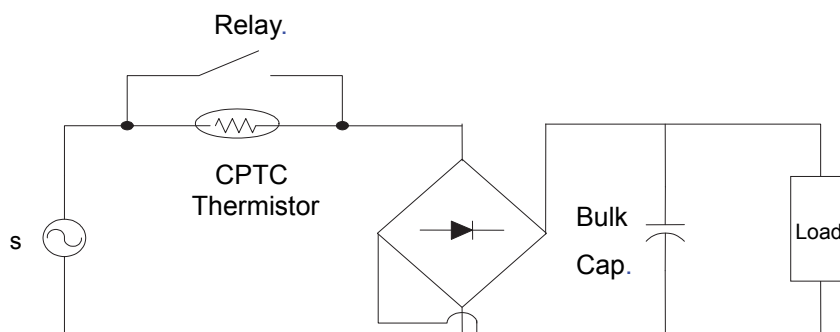 Relay.
CPTC
Thermistor
s
Bulk
Cap.
Load